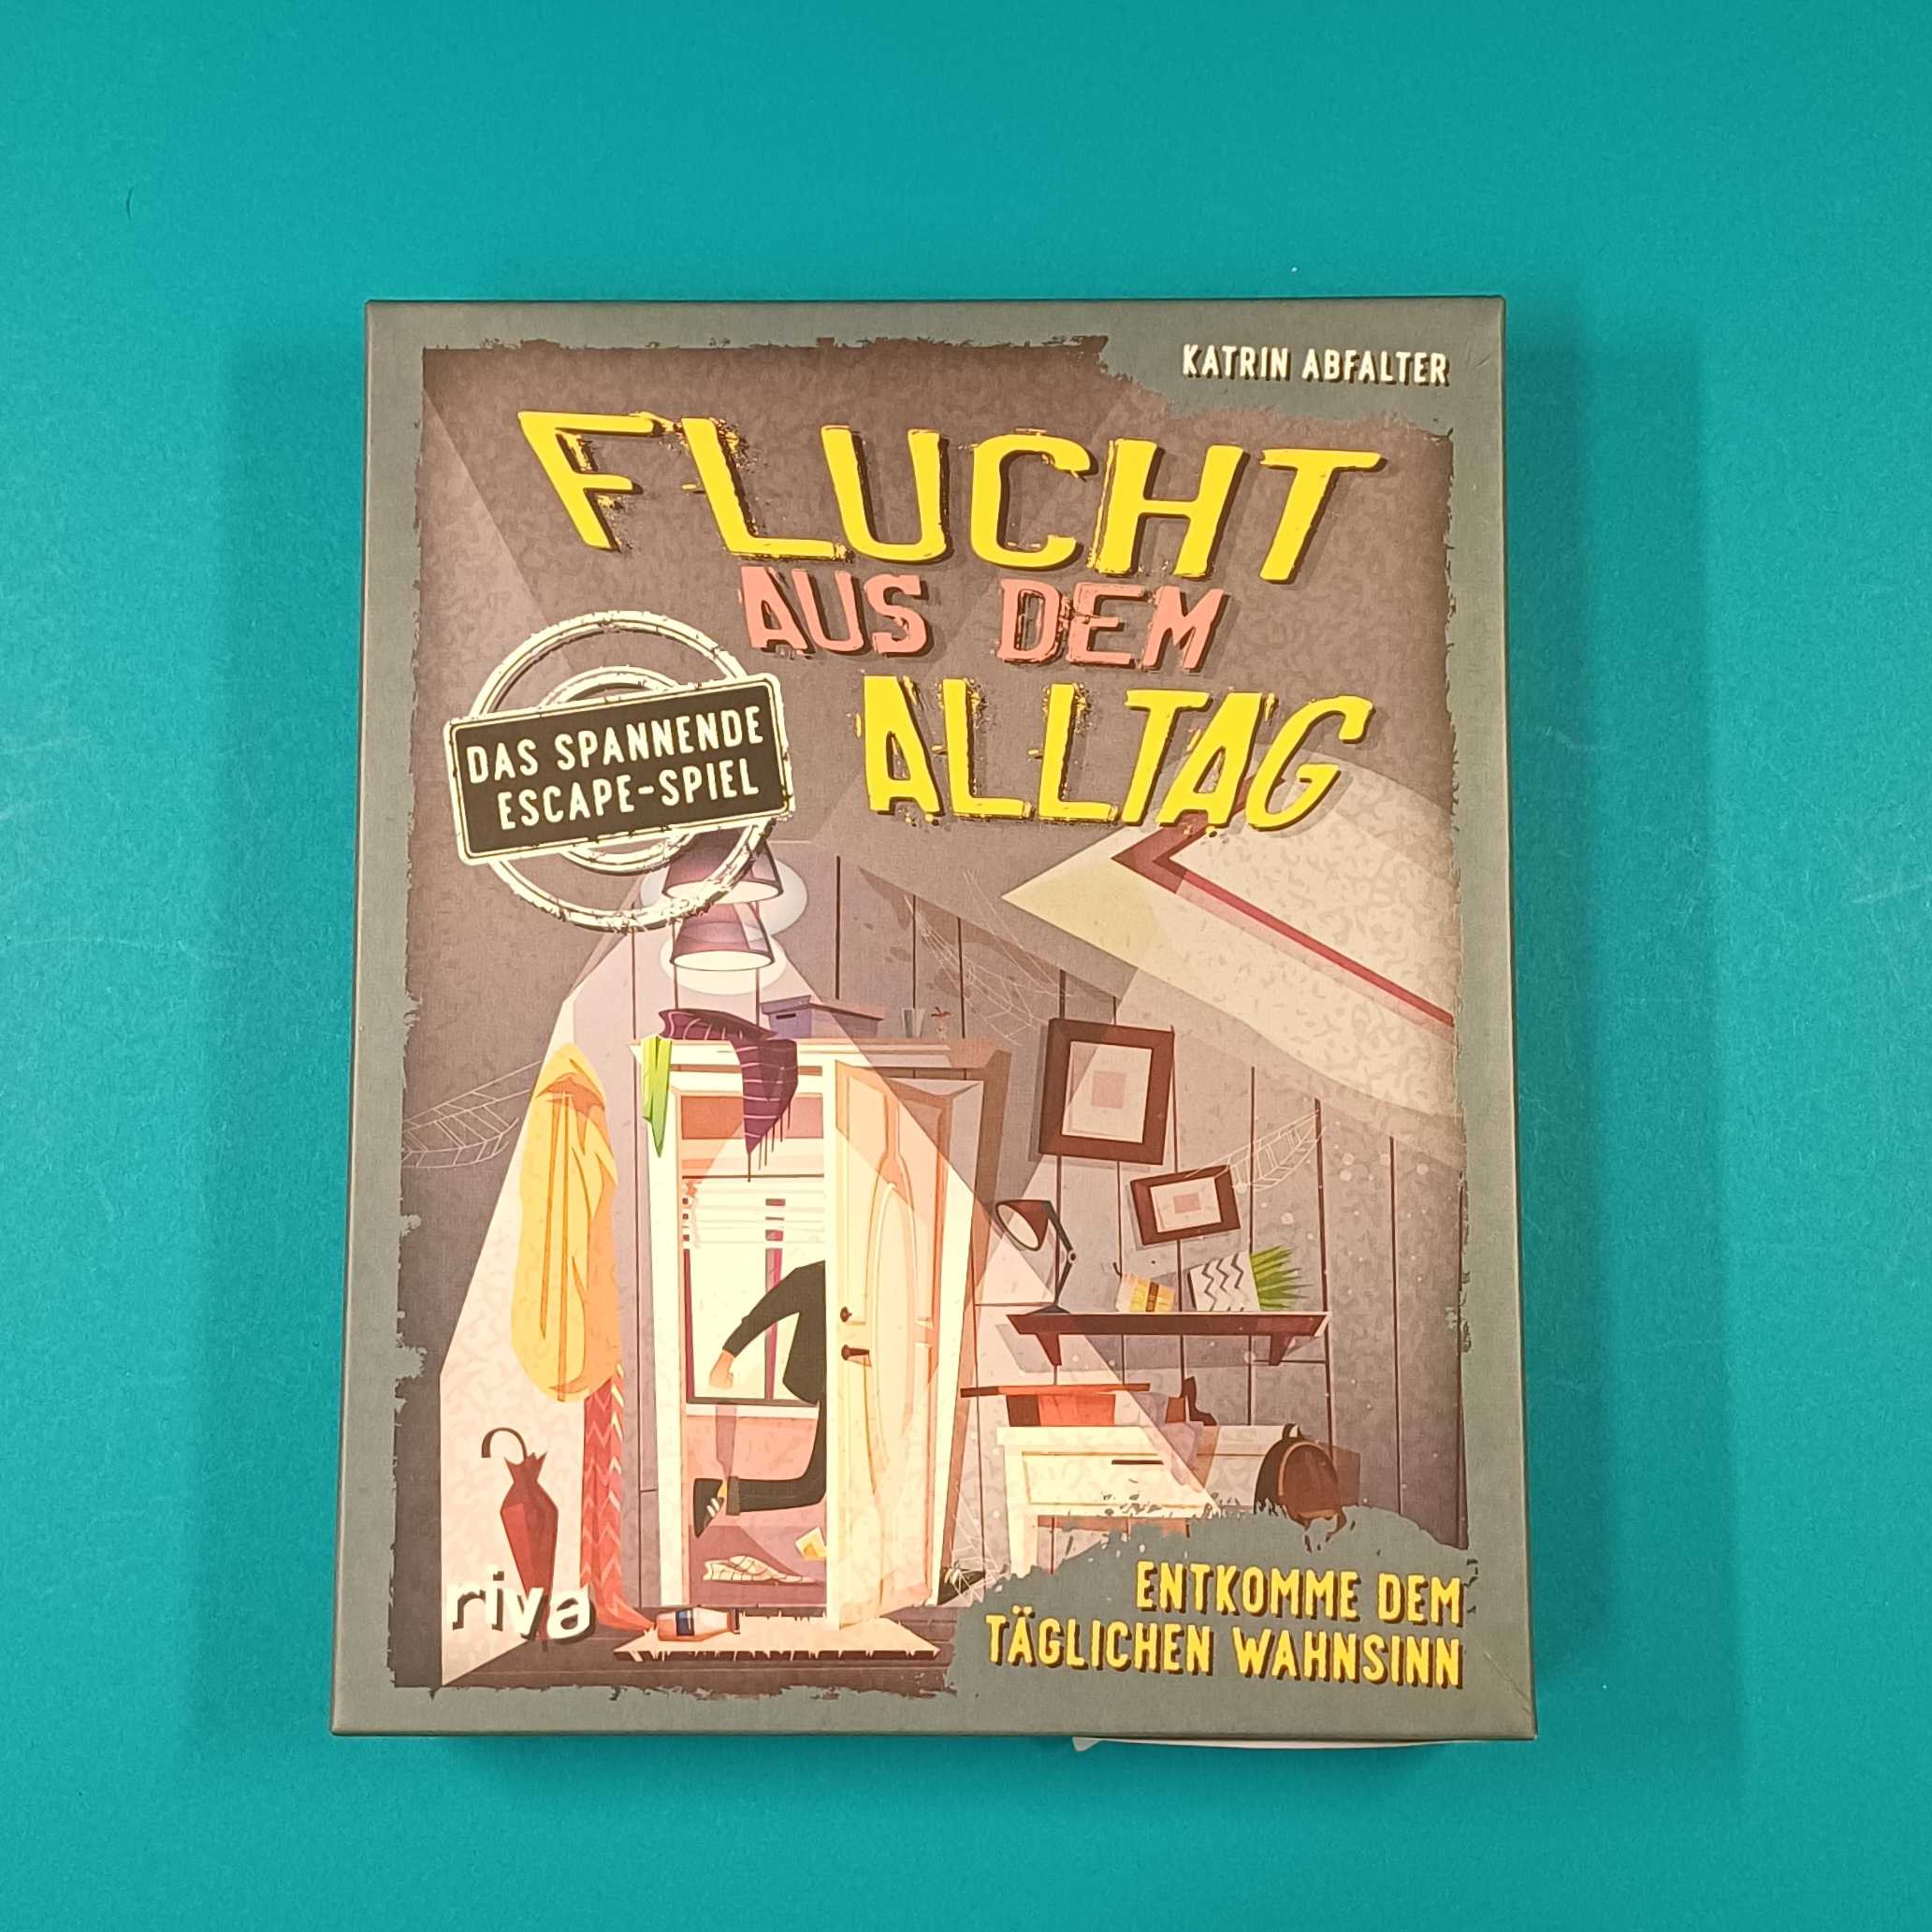 KATRIN ABFALTER
FLUCHT
AUS DEM
ALLTAG
DAS SPANNENDE
ESCAPE-SPIEL
ENTKOMME DEM
TÄGLICHEN WAHNSINN
riva